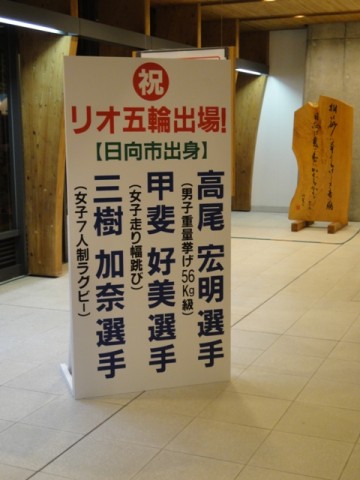 祝
リオ五輪出場!
【日向市出身】
高尾 宏明選手
(男子重量挙げ56Kg級)
甲斐 好美選手
(女子走り幅跳び)
三樹 加奈選手
(女子7人制ラグビー)